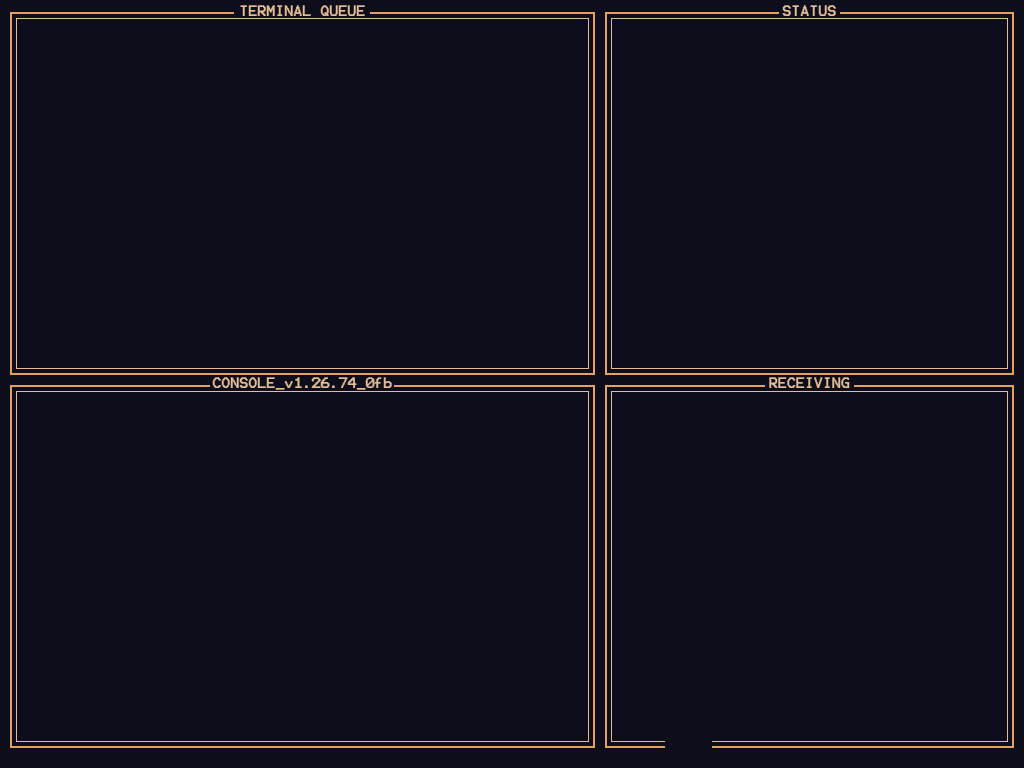 TERMINAL QUEUE
STATUS
CONSOLE_v1.26.74_0fb
RECEIVING